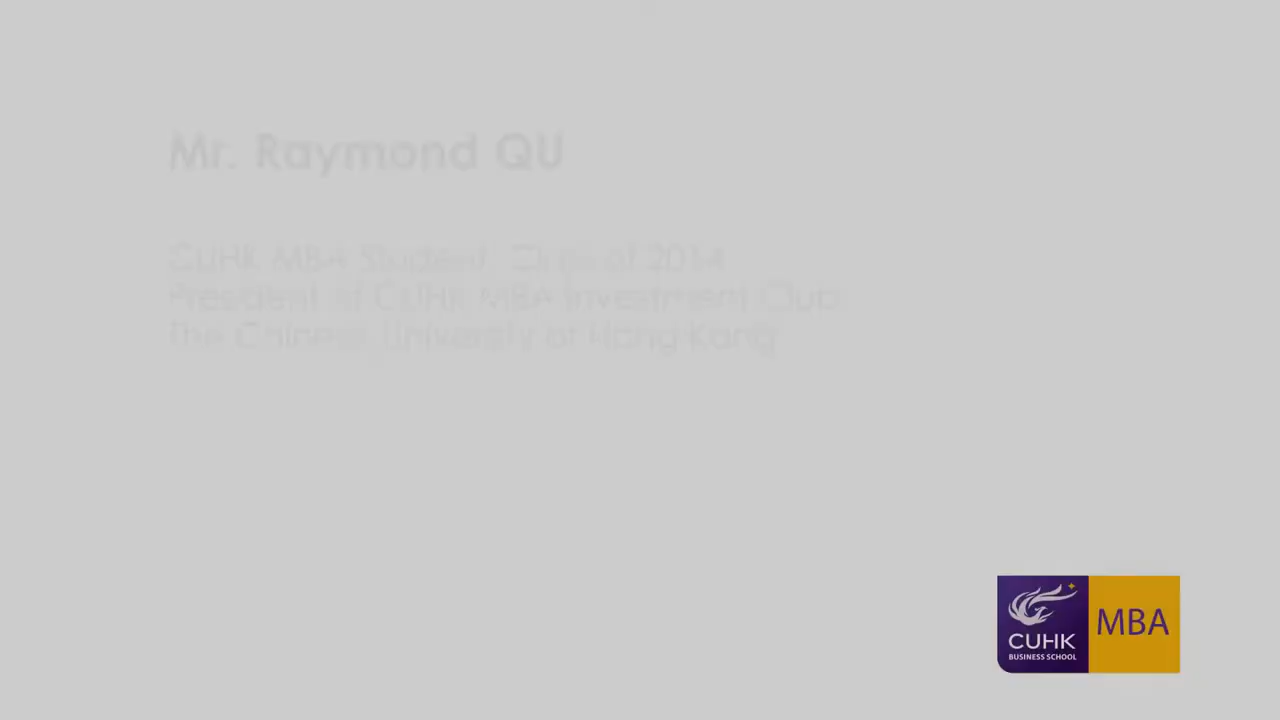 Mr. Raymond QU
CUHK MBA Student, Class of 2014
President of CUHK MBA Investment Club
The Chinese University of Hong Kong
CUHK
BUSINESS SCHOOL
MBA